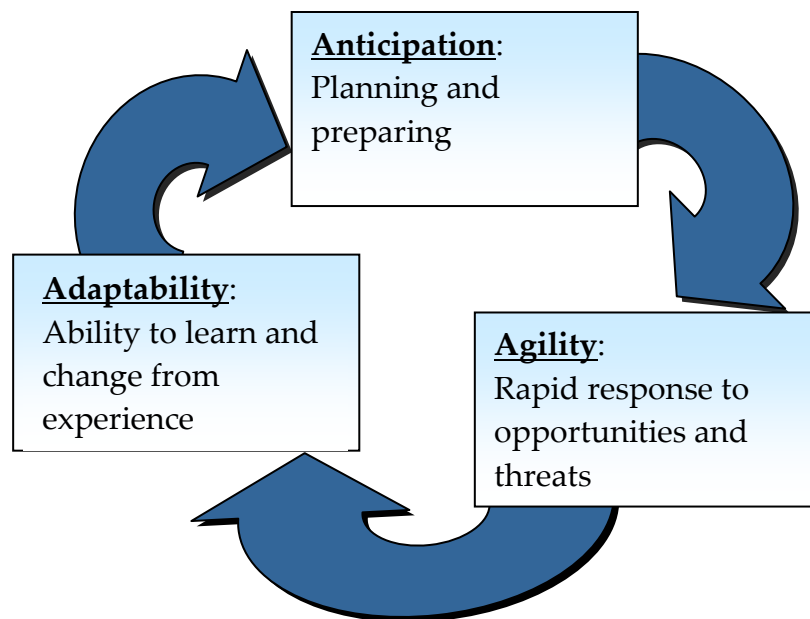 Anticipation:
Planning and
preparing
Adaptability:
Ability to learn and
change from
experience
Agility:
Rapid response to
opportunities and
threats